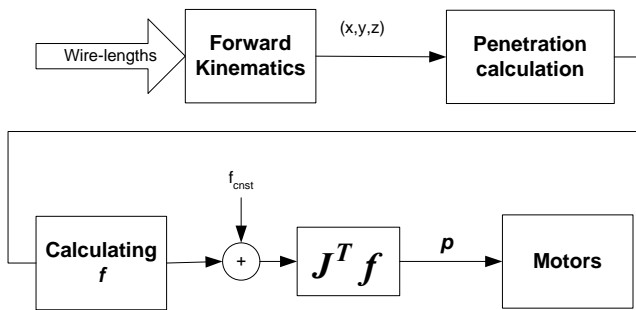 Wire-lengths
Forward
Kinematics
(x,y,z)
Penetration
calculation
f_cnst
Calculating
f
+
J^T f
p
Motors